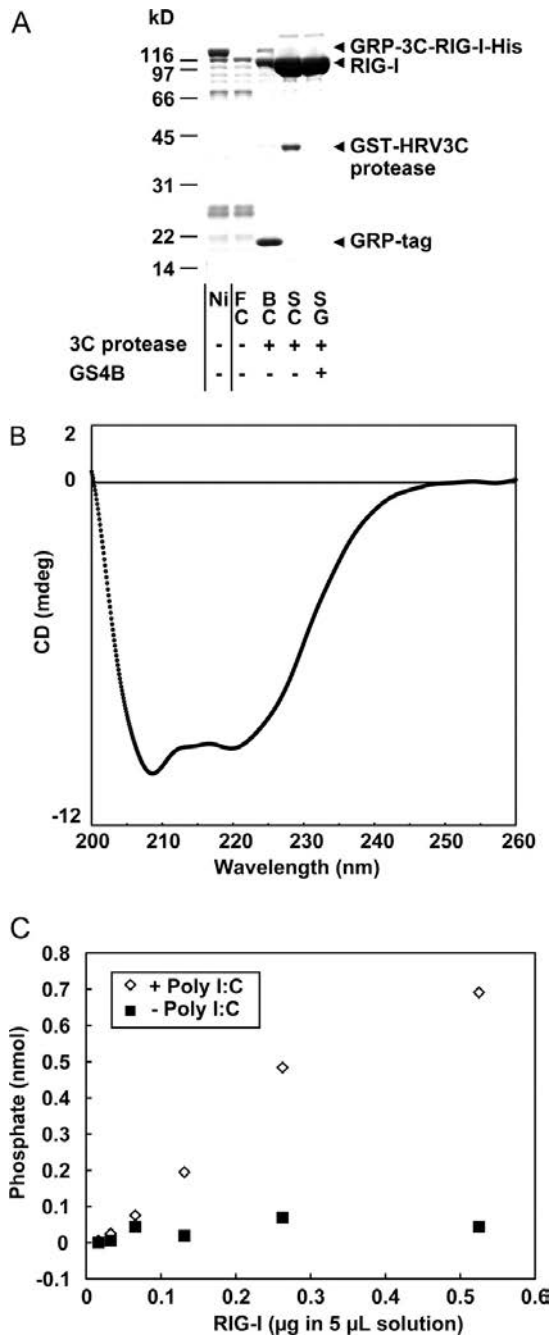 A
kD
116
97
66
45
31
22
14
GRP-3C-RIG-I-His
RIG-I
GST-HRV3C
protease
GRP-tag
Ni F B S S
C C C G
3C protease - - + + +
GS4B - - - - +
B
2
0
-12
CD (mdeg)
200 210 220 230 240 250 260
Wavelength (nm)
C
0.8
0.7
0.6
0.5
0.4
0.3
0.2
0.1
0
-0.1
Phosphate (nmol)
+ Poly I:C
- Poly I:C
0 0.1 0.2 0.3 0.4 0.5 0.6
RIG-I (µg in 5 µL solution)